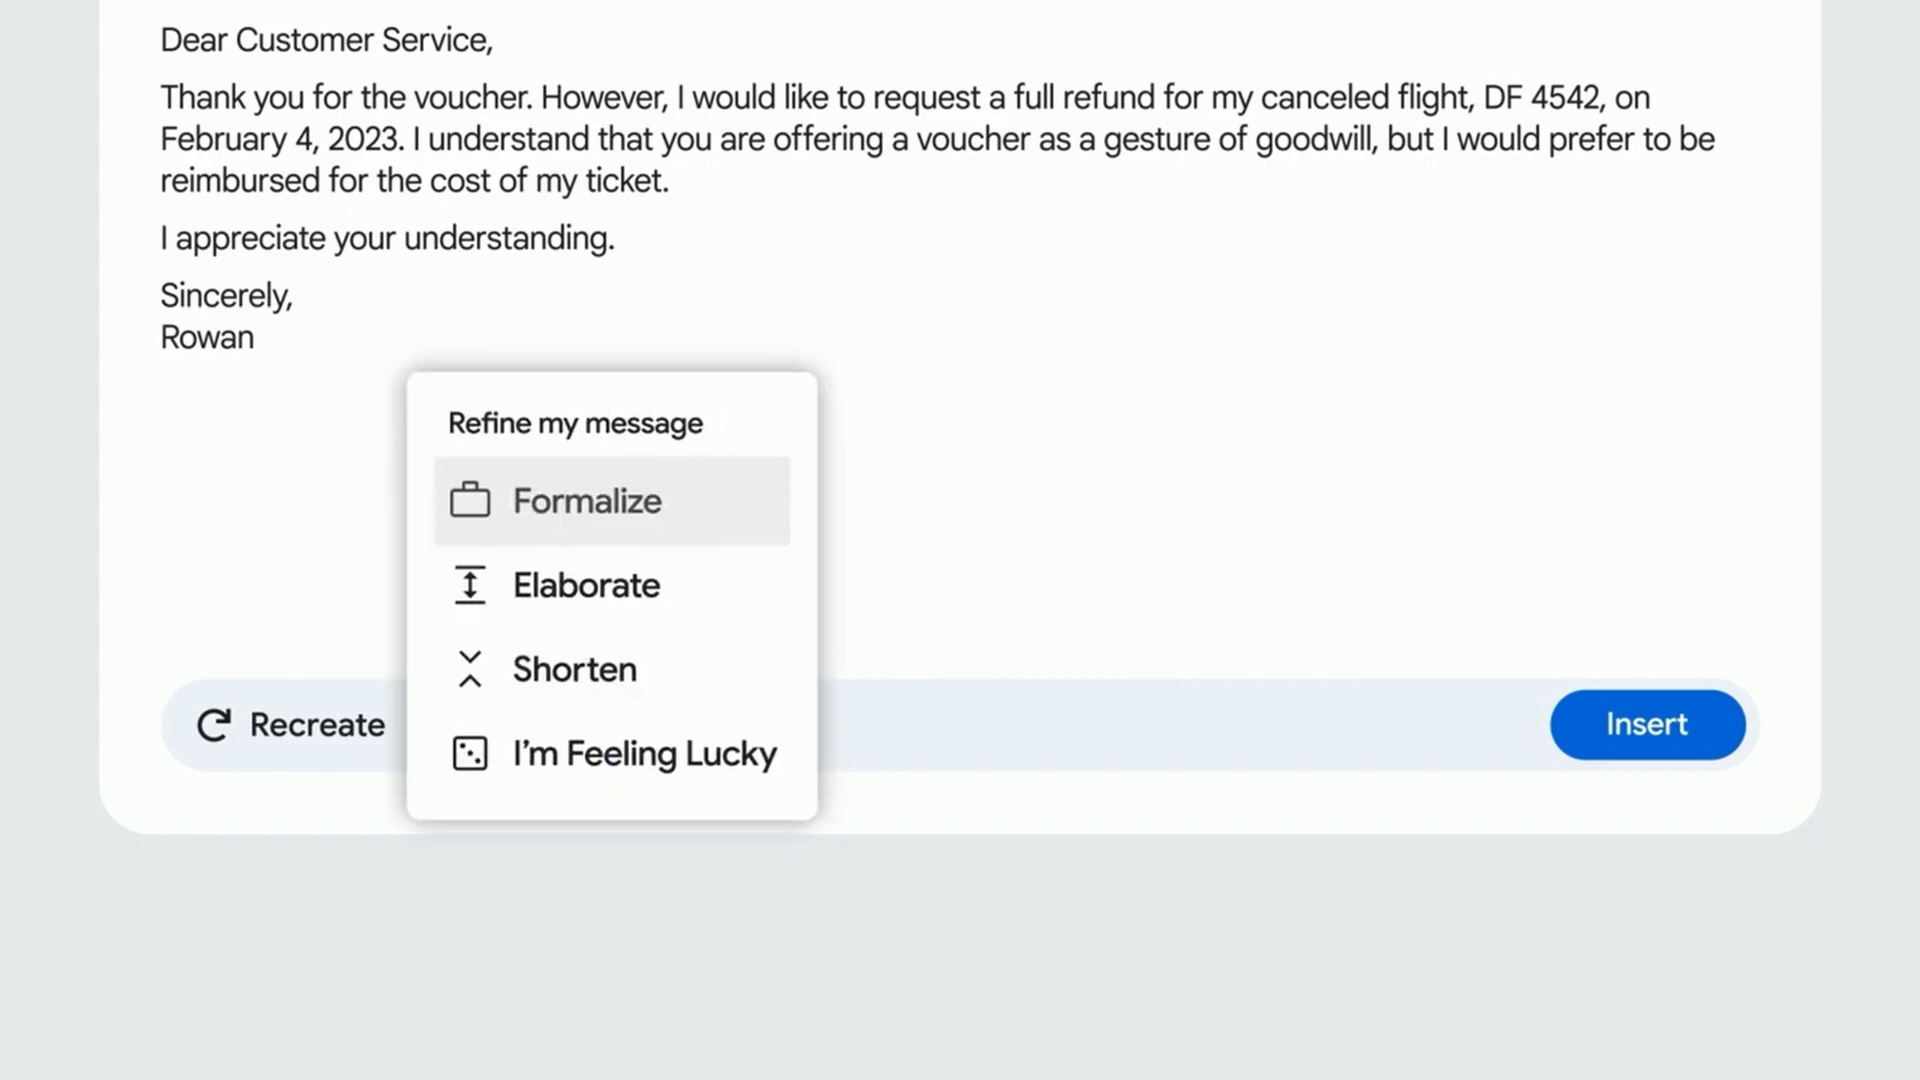 Dear Customer Service,
Thank you for the voucher. However, I would like to request a full refund for my canceled flight, DF 4542, on
February 4, 2023. I understand that you are offering a voucher as a gesture of goodwill, but I would prefer to be
reimbursed for the cost of my ticket.
I appreciate your understanding.
Sincerely,
Rowan
Refine my message
Formalize
Elaborate
Shorten
I’m Feeling Lucky
Recreate
Insert